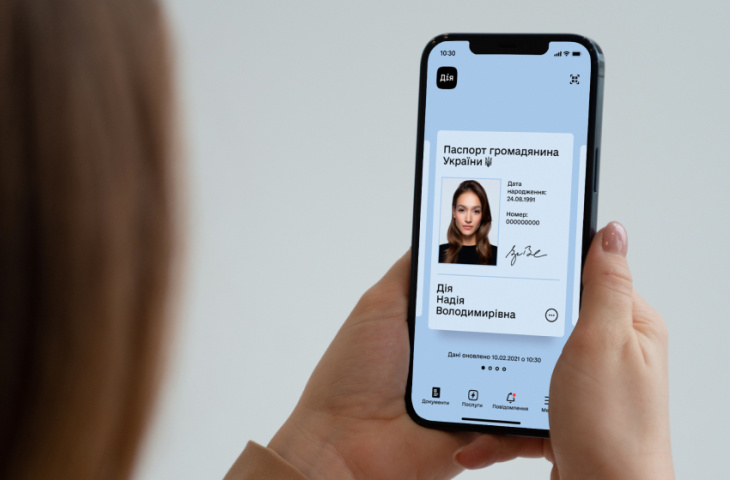 10:30
Дія
Паспорт громадянина
України
Дата
народження:
24.08.1991
Номер:
000000000
Дія
Надія
Володимирівна
Дані оновлено 10.02.2021 о 10:30
Документи
Послуги
Повідомлення